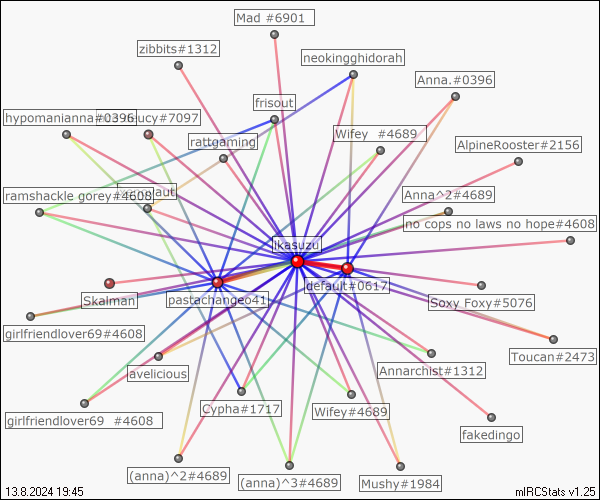 Mad #6901
zibbits#1312
neokingghidorah
Anna.#0396
frisout
hypomanianna#0396
ucy#7097
Wifey #4689
rattgaming
AlpineRooster#2156
ramshackle gorey#4608
aut
Anna^2#4689
no cops no laws no hope#4608
ikasuzu
default#0617
Skalman
pastachangeo41
Soxy Foxy#5076
girlfriendlover69#4608
Toucan#2473
avelicious
Annarchist#1312
Cypha#1717
Wifey#4689
girlfriendlover69 #4608
fakedingo
(anna)^2#4689
(anna)^3#4689
Mushy#1984
13.8.2024 19:45
mIRCStats v1.25